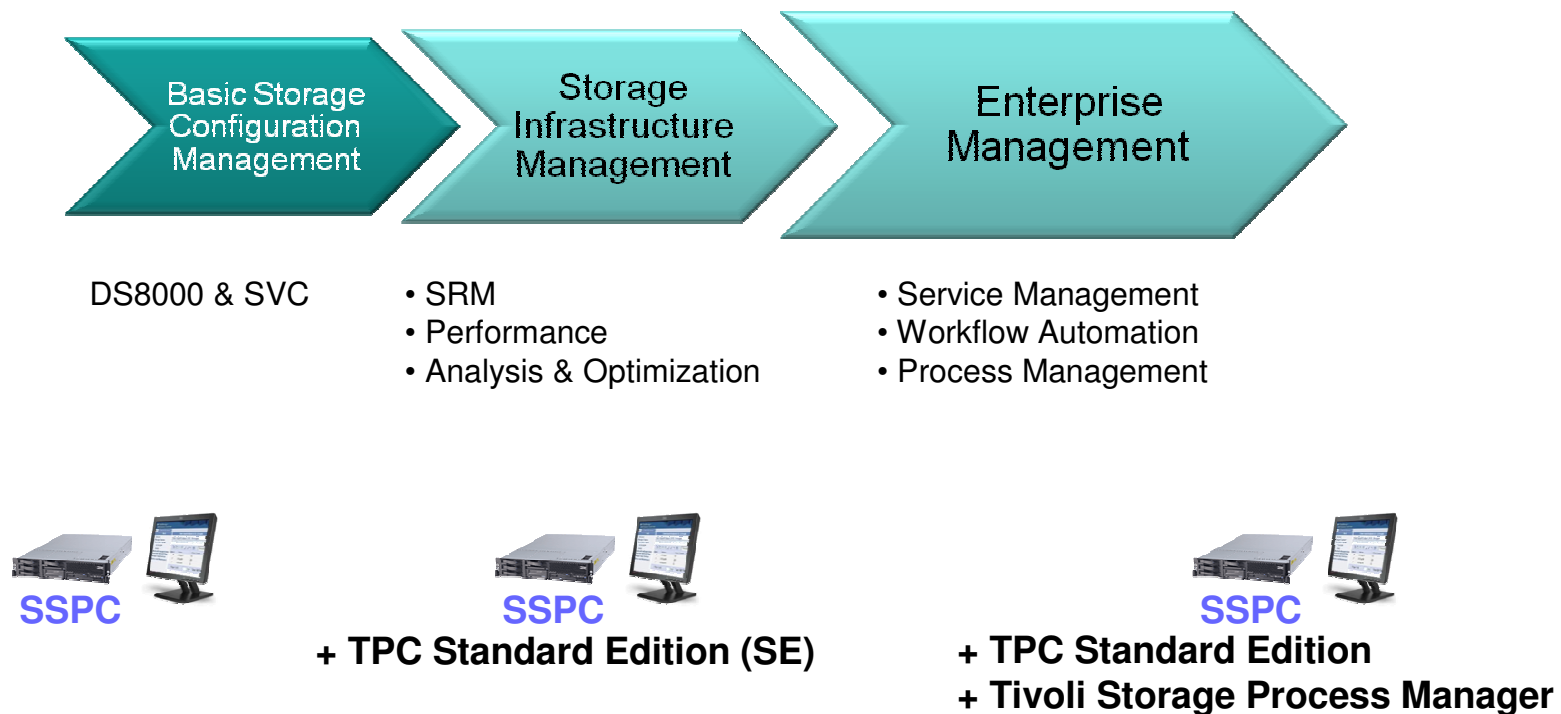 Basic Storage
Configuration
Management
Storage
Infrastructure
Management
Enterprise
Management
DS8000 & SVC
• SRM
• Performance
• Analysis & Optimization
• Service Management
• Workflow Automation
• Process Management
SSPC
SSPC
+ TPC Standard Edition (SE)
SSPC
+ TPC Standard Edition
+ Tivoli Storage Process Manager